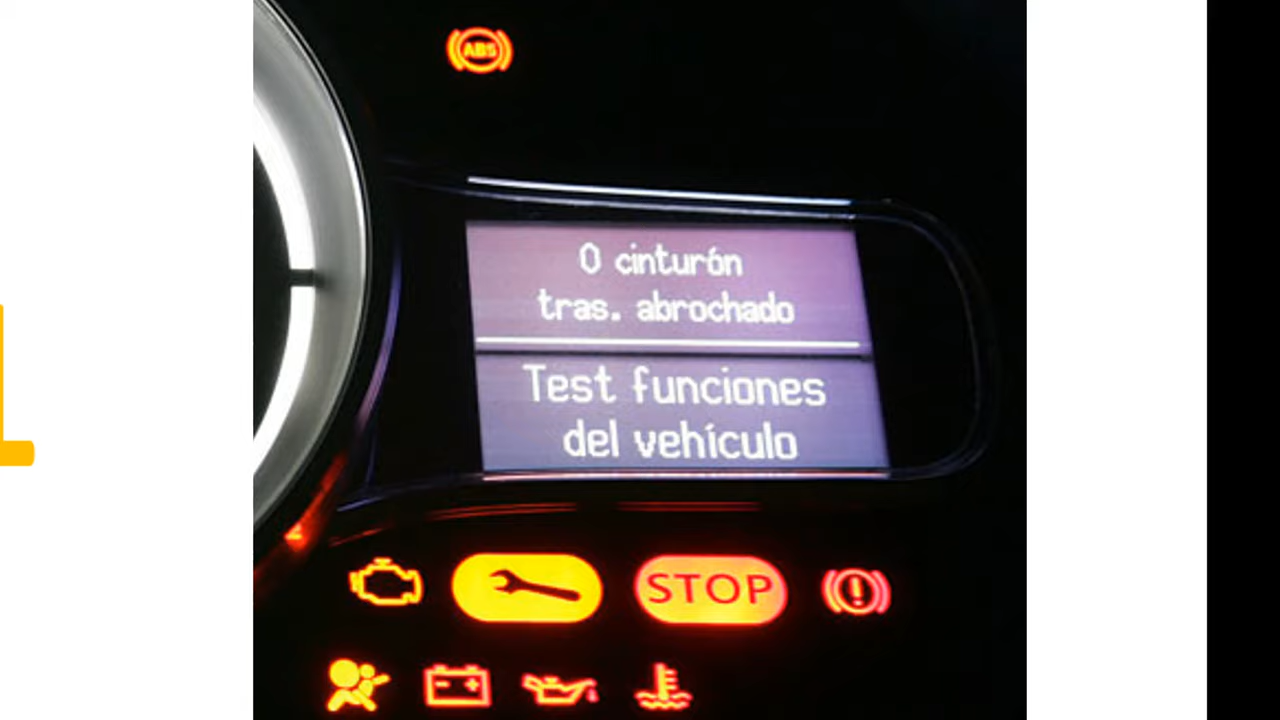 ABS
0 cinturón
tras. abrochado
Test funciones
del vehículo
STOP